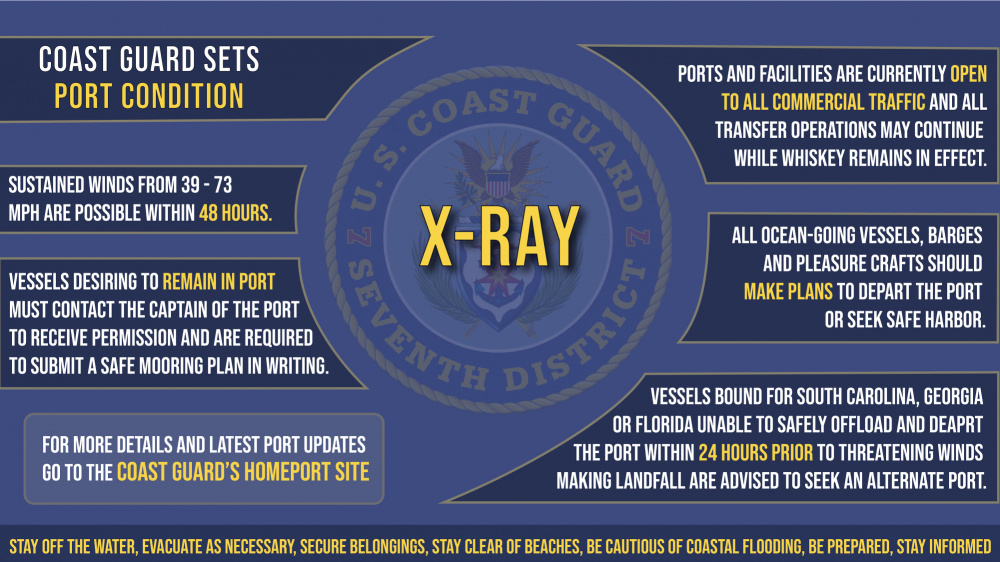 COAST GUARD SETS
PORT CONDITION
X-RAY
U. S. COAST GUARD
SEVENTH DISTRICT
7
7
SUSTAINED WINDS FROM 39 - 73
MPH ARE POSSIBLE WITHIN 48 HOURS.
VESSELS DESIRING TO REMAIN IN PORT
MUST CONTACT THE CAPTAIN OF THE PORT
TO RECEIVE PERMISSION AND ARE REQUIRED
TO SUBMIT A SAFE MOORING PLAN IN WRITING.
FOR MORE DETAILS AND LATEST PORT UPDATES
GO TO THE COAST GUARD'S HOMEPORT SITE
PORTS AND FACILITIES ARE CURRENTLY OPEN
TO ALL COMMERCIAL TRAFFIC AND ALL
TRANSFER OPERATIONS MAY CONTINUE
WHILE WHISKEY REMAINS IN EFFECT.
ALL OCEAN-GOING VESSELS, BARGES
AND PLEASURE CRAFTS SHOULD
MAKE PLANS TO DEPART THE PORT
OR SEEK SAFE HARBOR.
VESSELS BOUND FOR SOUTH CAROLINA, GEORGIA
OR FLORIDA UNABLE TO SAFELY OFFLOAD AND DEAPRT
THE PORT WITHIN 24 HOURS PRIOR TO THREATENING WINDS
MAKING LANDFALL ARE ADVISED TO SEEK AN ALTERNATE PORT.
STAY OFF THE WATER, EVACUATE AS NECESSARY, SECURE BELONGINGS, STAY CLEAR OF BEACHES, BE CAUTIOUS OF COASTAL FLOODING, BE PREPARED, STAY INFORMED